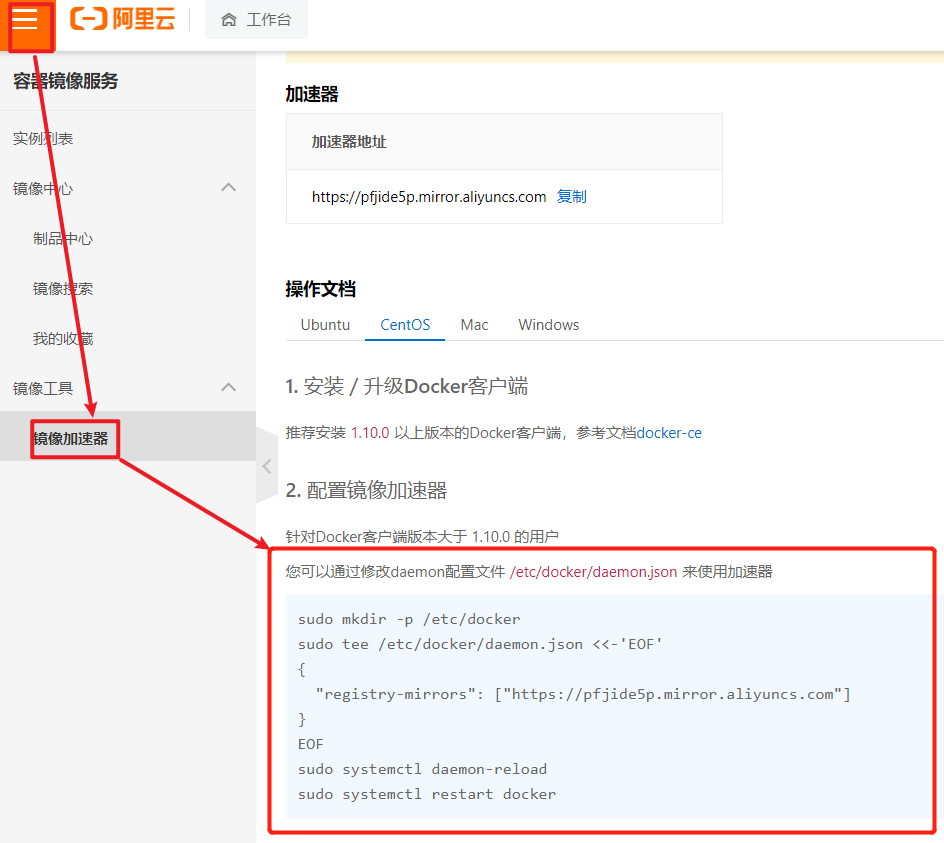 阿里云
工作台
容器镜像服务
实例列表
镜像中心
制品中心
镜像搜索
我的收藏
镜像工具
镜像加速器
加速器
加速器地址
https://pfjide5p.mirror.aliyuncs.com 复制
操作文档
Ubuntu CentOS Mac Windows
1. 安装 / 升级Docker客户端
推荐安装 1.10.0 以上版本的Docker客户端，参考文档docker-ce
2. 配置镜像加速器
针对Docker客户端版本大于 1.10.0 的用户
您可以通过修改daemon配置文件 /etc/docker/daemon.json 来使用加速器
sudo mkdir -p /etc/docker
sudo tee /etc/docker/daemon.json <<-'EOF'
{
  "registry-mirrors": ["https://pfjide5p.mirror.aliyuncs.com"]
}
EOF
sudo systemctl daemon-reload
sudo systemctl restart docker